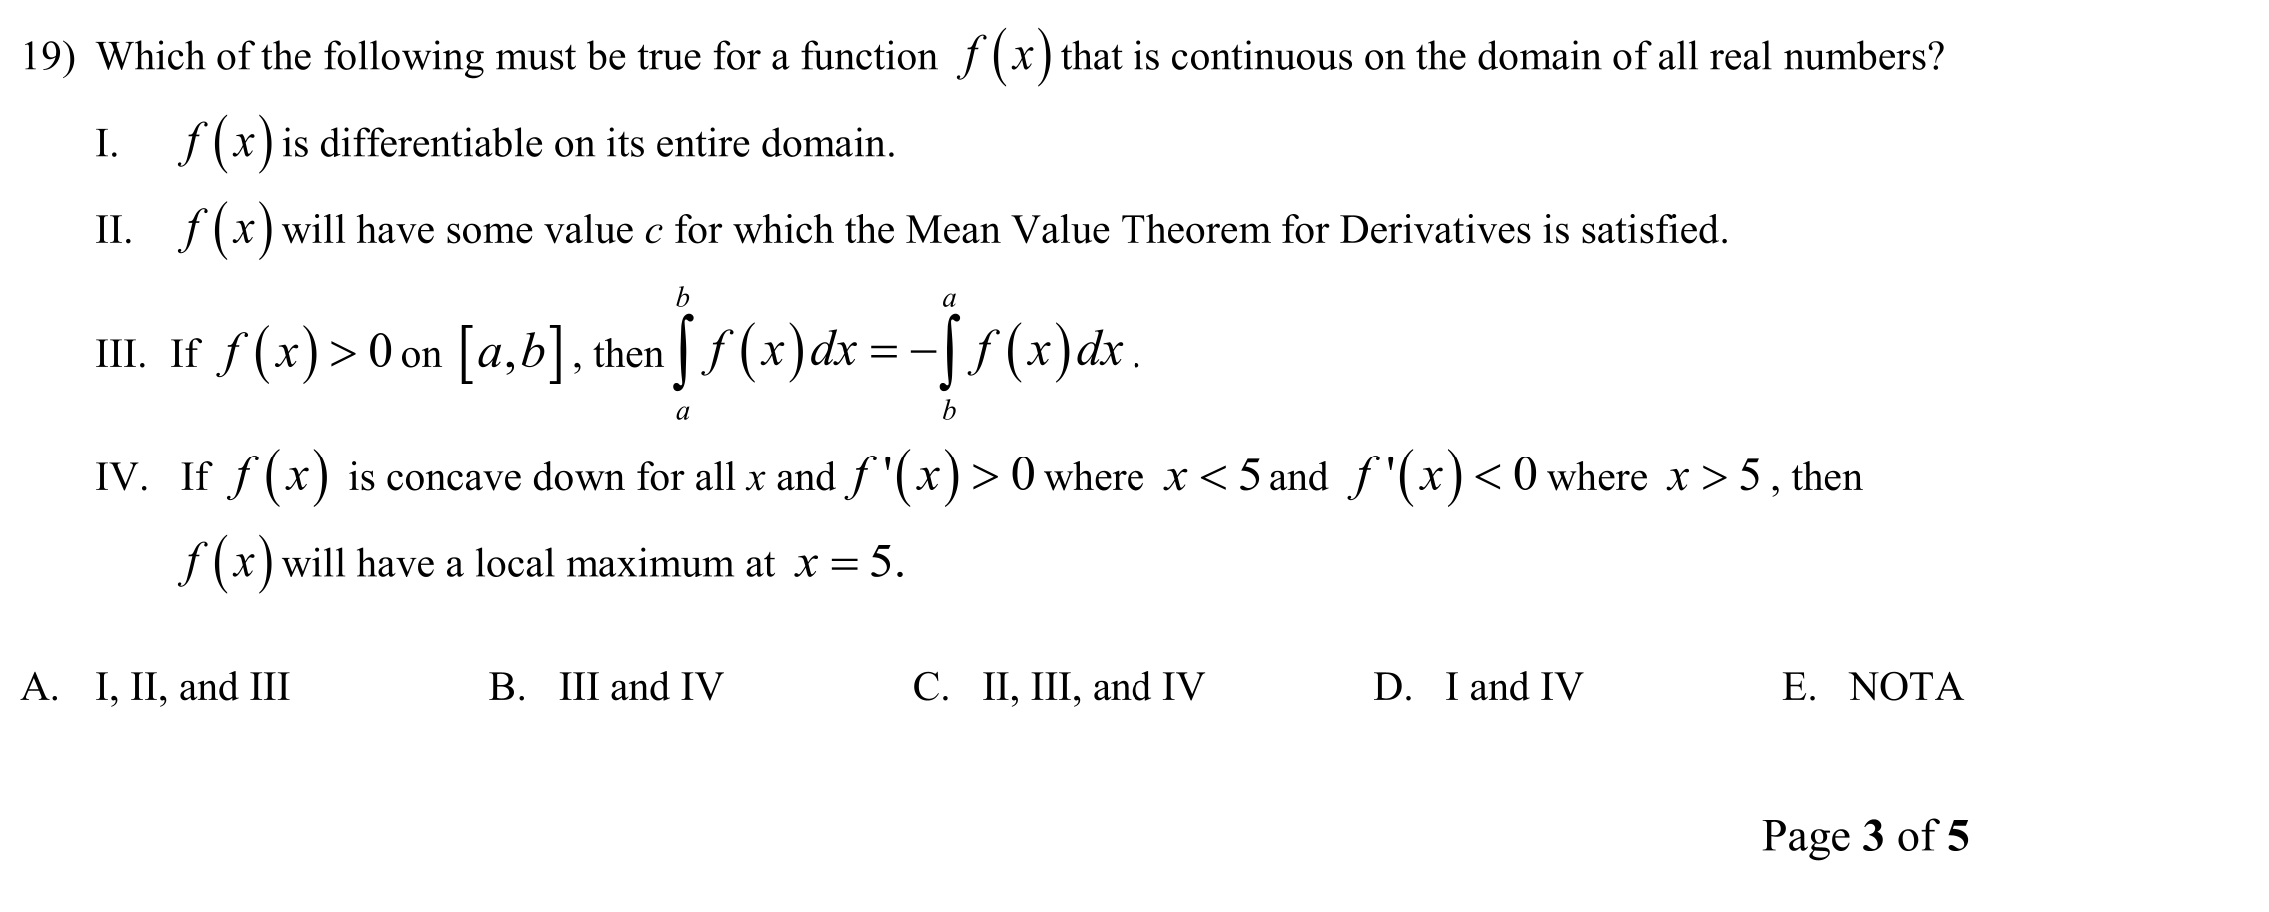 19) Which of the following must be true for a function f(x) that is continuous on the domain of all real numbers?
I. f(x) is differentiable on its entire domain.
II. f(x) will have some value c for which the Mean Value Theorem for Derivatives is satisfied.
III. If f(x) > 0 on [a,b], then ∫_a^b f(x)dx = −∫_b^a f(x)dx.
IV. If f(x) is concave down for all x and f'(x) > 0 where x < 5 and f'(x) < 0 where x > 5, then
f(x) will have a local maximum at x = 5.
A. I, II, and III B. III and IV C. II, III, and IV D. I and IV E. NOTA
Page 3 of 5